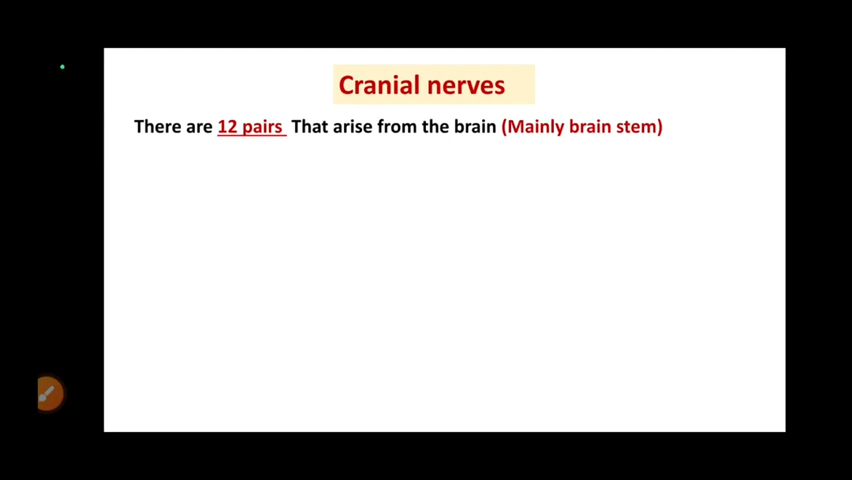 Cranial nerves
There are 12 pairs That arise from the brain (Mainly brain stem)